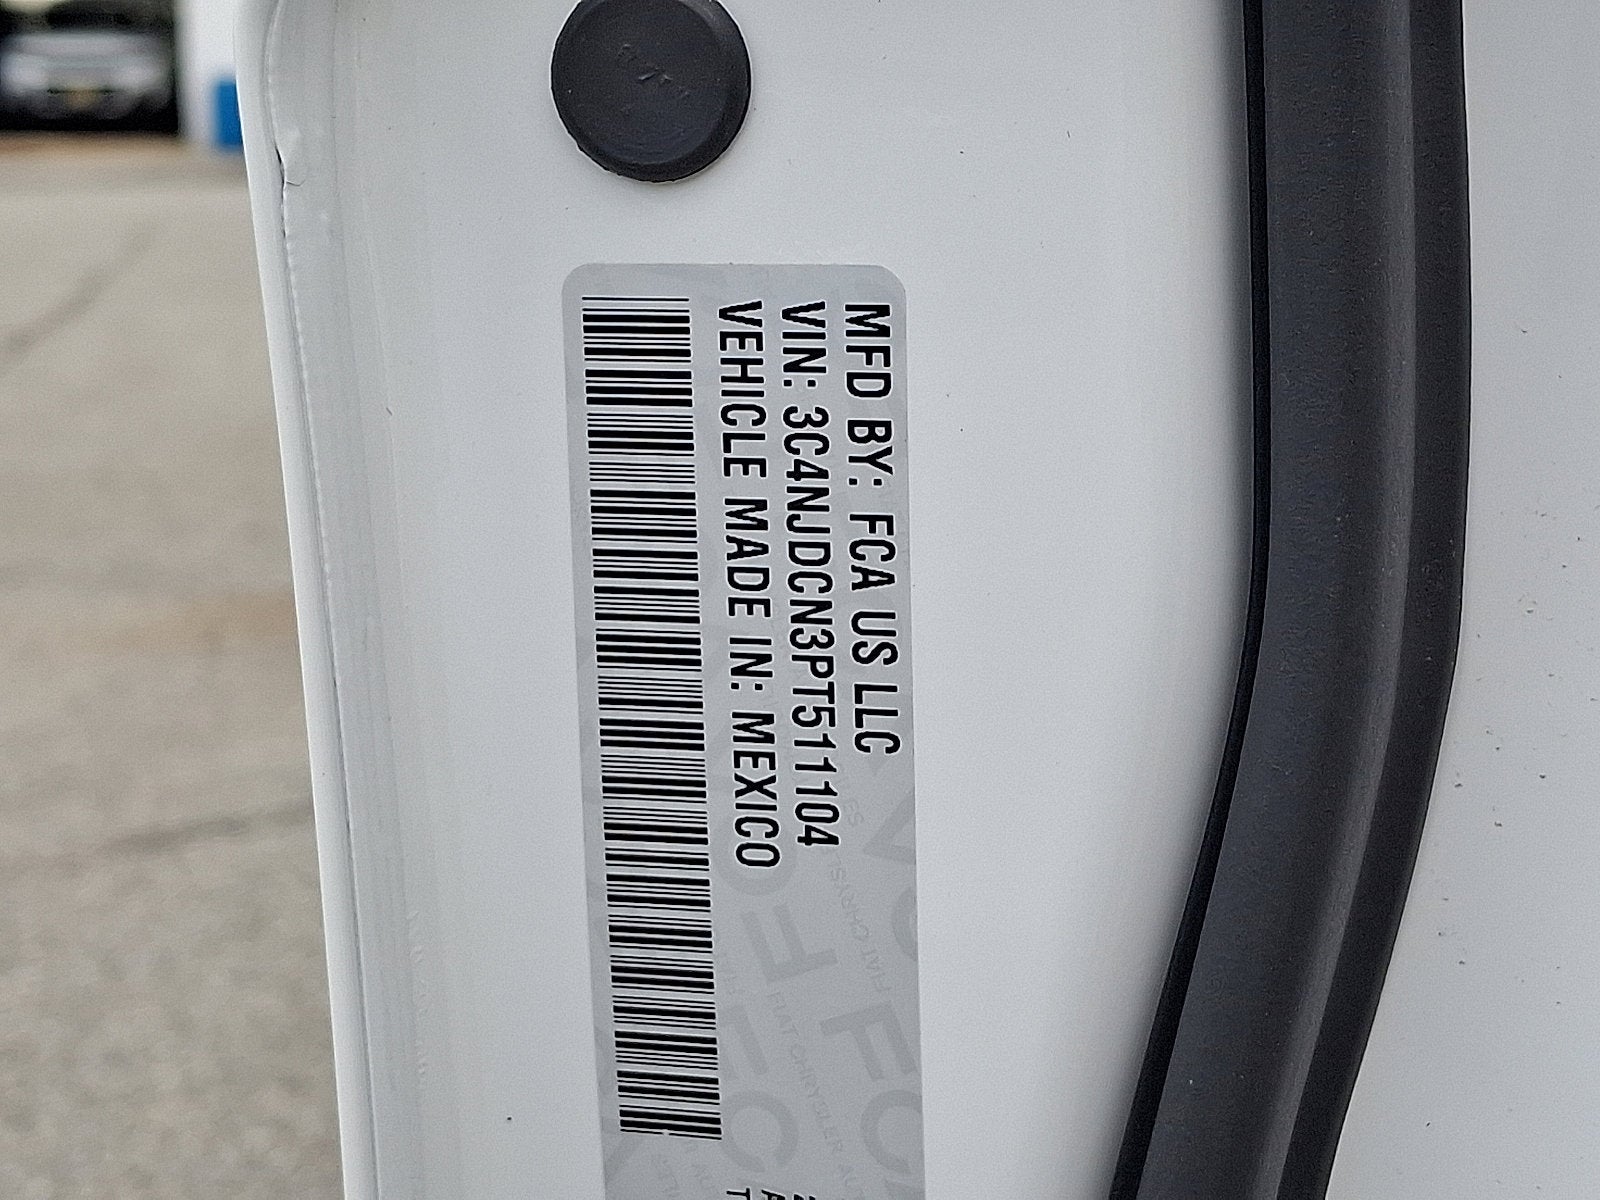 MFD BY: FCA US LLC
VIN: 3C4NJDCN3PT511104
VEHICLE MADE IN: MEXICO